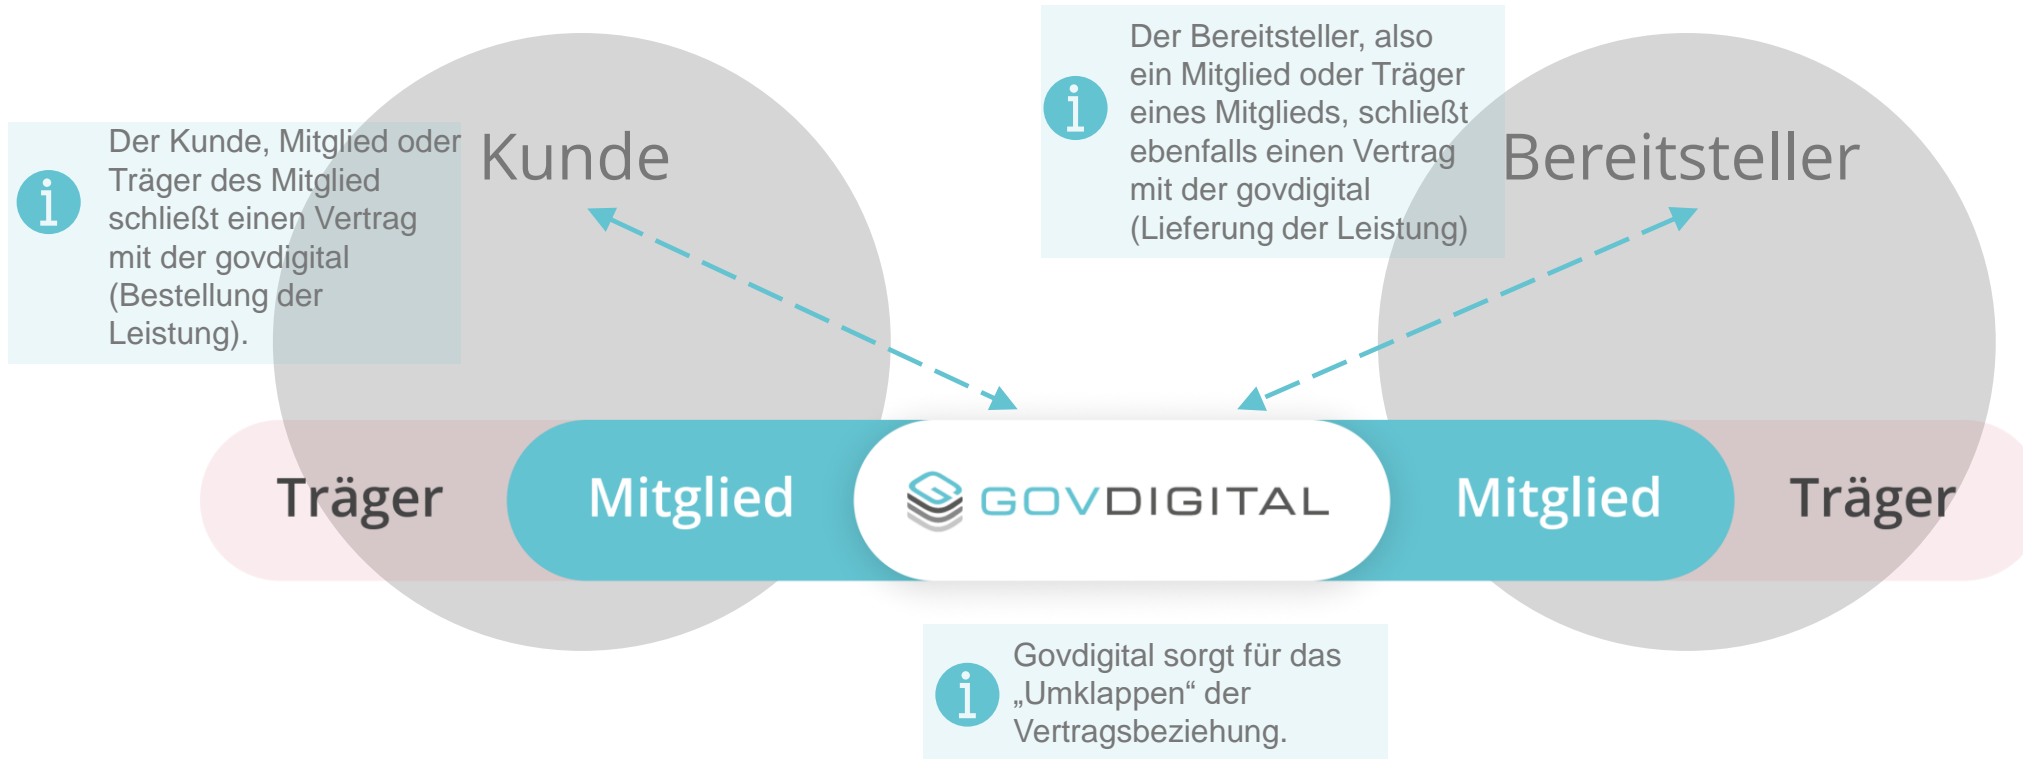 Der Kunde, Mitglied oder
Träger des Mitglied
schließt einen Vertrag
mit der govdigital
(Bestellung der
Leistung).
Kunde
Der Bereitsteller, also
ein Mitglied oder Träger
eines Mitglieds, schließt
ebenfalls einen Vertrag
mit der govdigital
(Lieferung der Leistung)
Bereitsteller
Träger
Mitglied
GOVDIGITAL
Mitglied
Träger
Govdigital sorgt für das
„Umklappen“ der
Vertragsbeziehung.